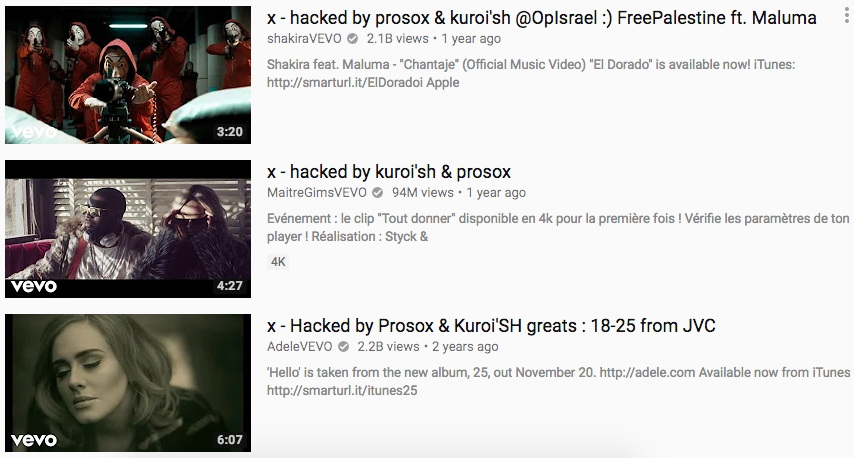 x - hacked by prosox & kuroi'sh @OpIsrael :) FreePalestine ft. Maluma
shakiraVEVO 2.1B views • 1 year ago
Shakira feat. Maluma - "Chantaje" (Official Music Video) "El Dorado" is available now! iTunes:
http://smarturl.it/ElDoradoi Apple
vevo 3:20
x - hacked by kuroi'sh & prosox
MaitreGimsVEVO 94M views • 1 year ago
Evénement : le clip "Tout donner" disponible en 4k pour la première fois ! Vérifie les paramètres de ton
player ! Réalisation : Styck &
4K
vevo 4:27
x - Hacked by Prosox & Kuroi'SH greats : 18-25 from JVC
AdeleVEVO 2.2B views • 2 years ago
'Hello' is taken from the new album, 25, out November 20. http://adele.com Available now from iTunes
http://smarturl.it/itunes25
vevo 6:07